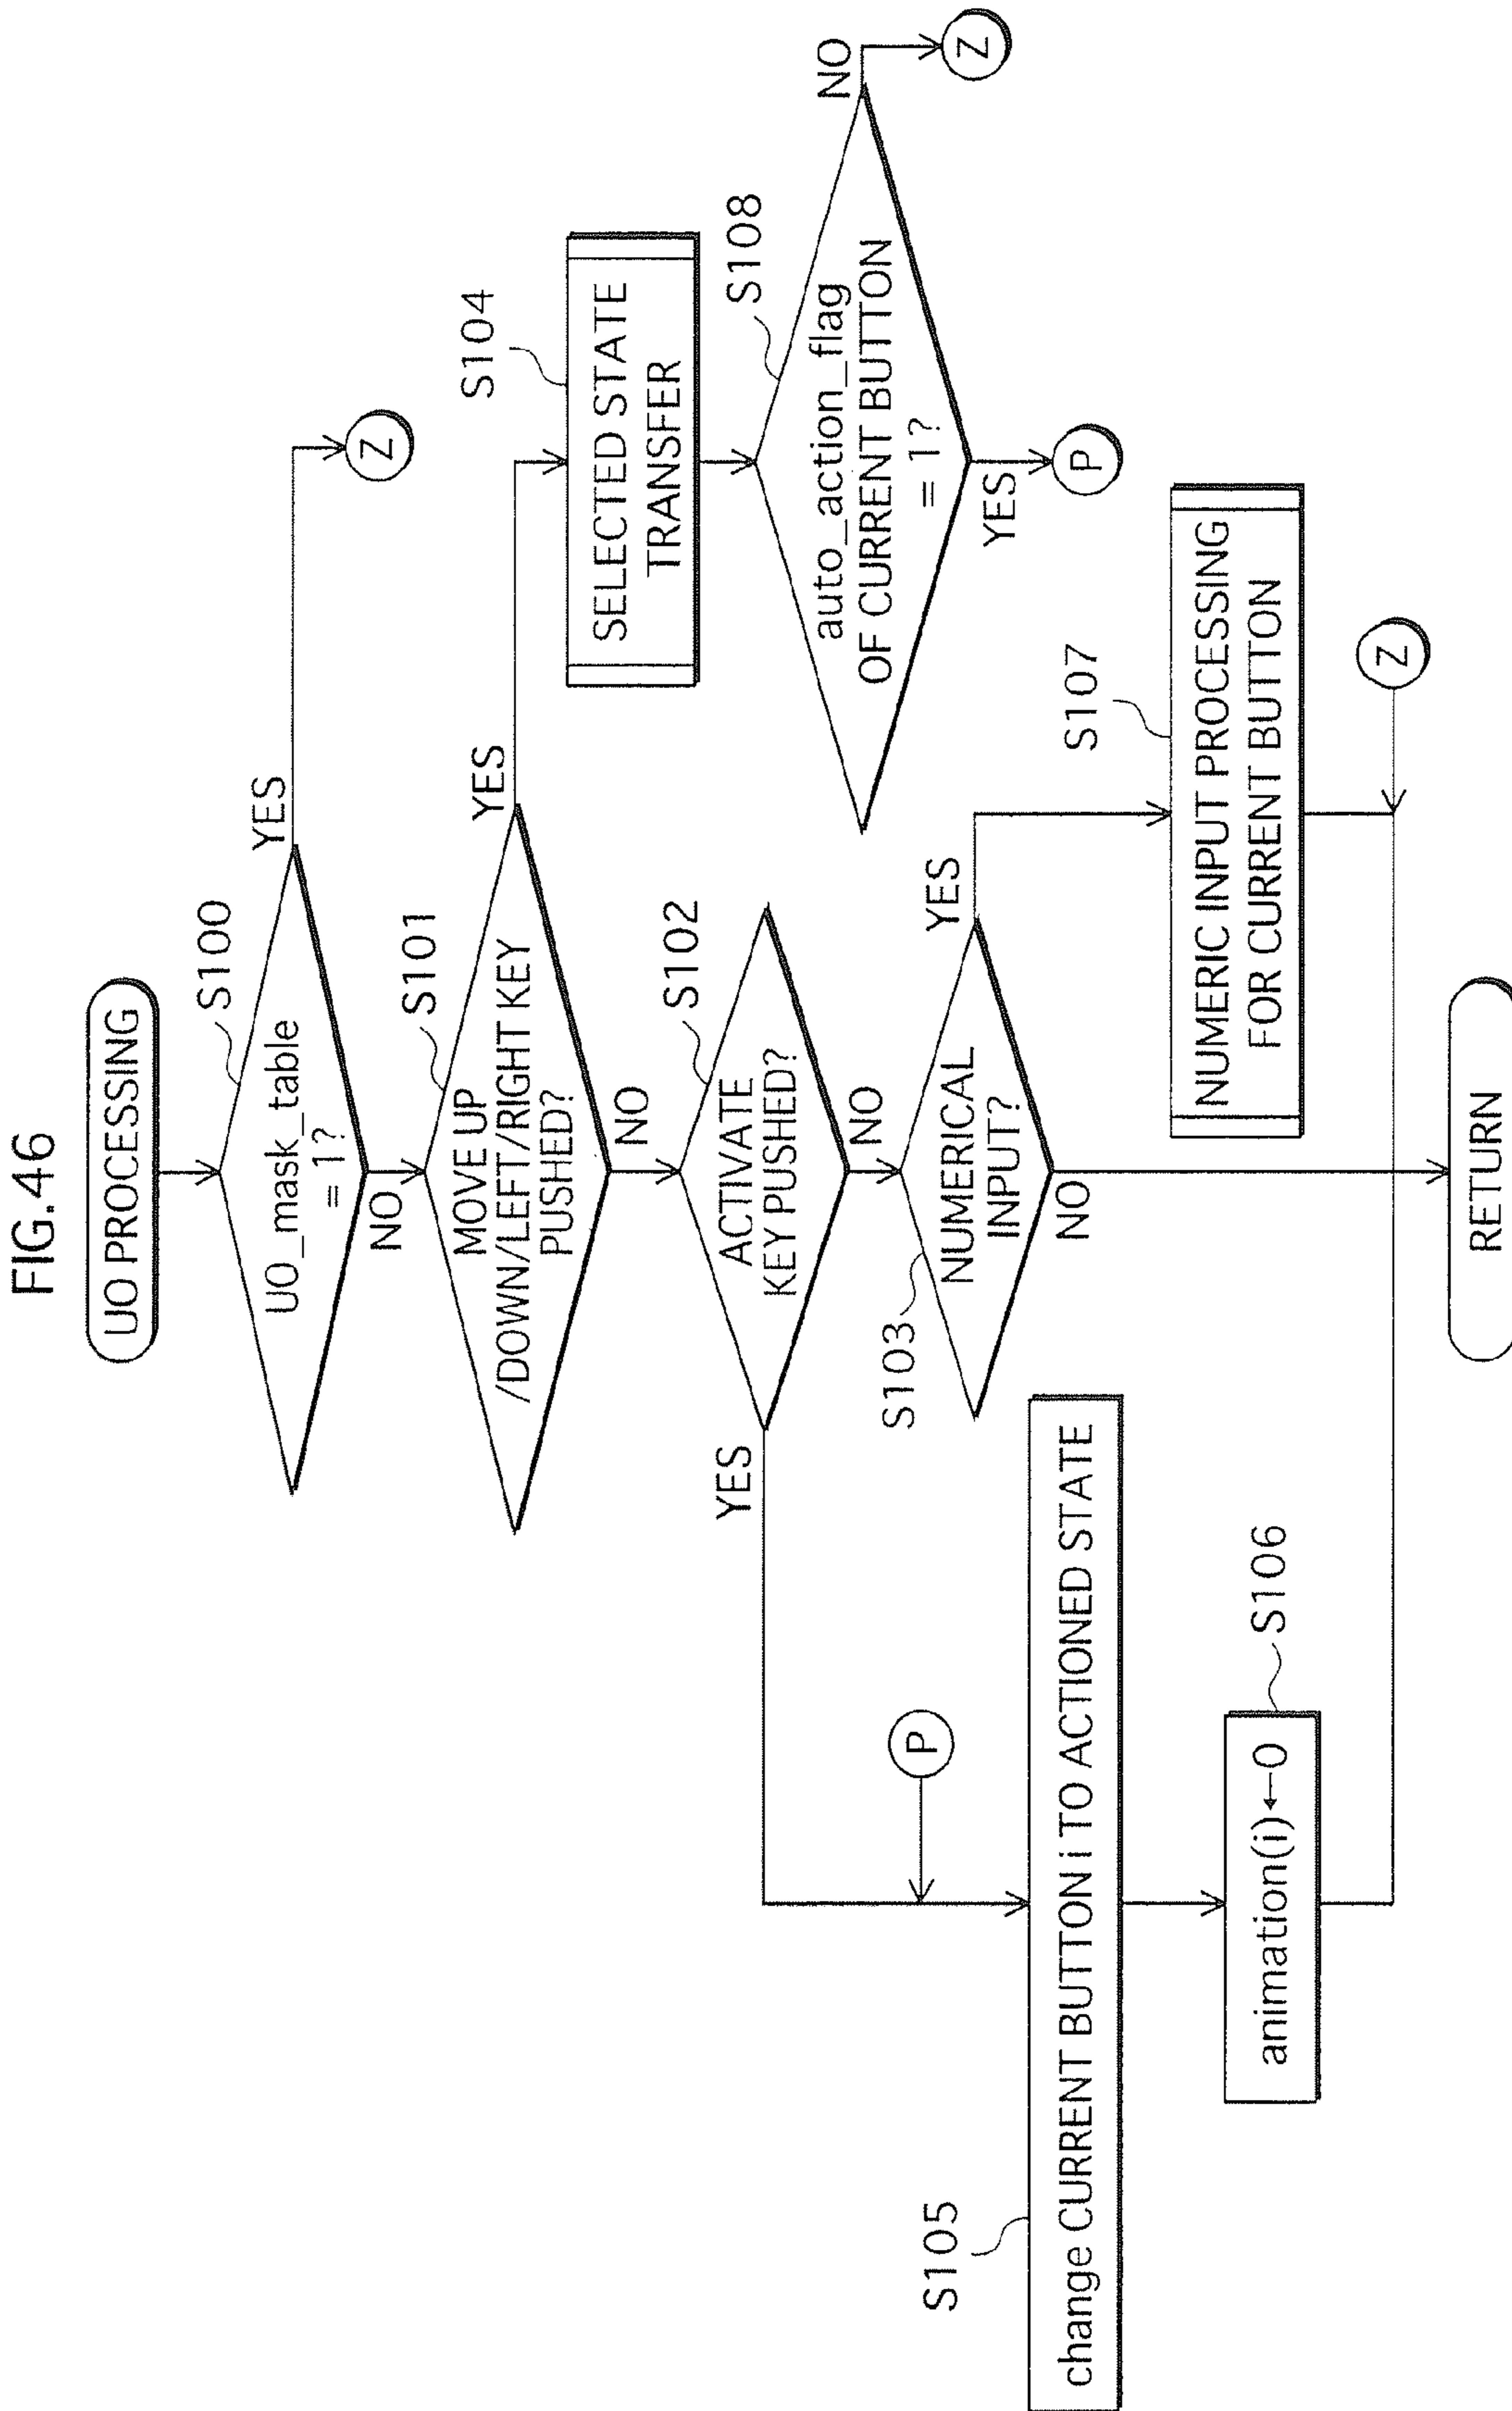 FIG.46
UO PROCESSING
S100
UO_mask_table
= 1?
YES
Z
NO
S101
MOVE UP
/DOWN/LEFT/RIGHT KEY
PUSHED?
YES
NO
S104
SELECTED STATE
TRANSFER
S108
auto_action_flag
OF CURRENT BUTTON
= 1?
NO
Z
YES
P
S102
ACTIVATE
KEY PUSHED?
YES
NO
S103
NUMERICAL
INPUT?
YES
NO
S107
NUMERIC INPUT PROCESSING
FOR CURRENT BUTTON
Z
P
S105
change CURRENT BUTTON i TO ACTIONED STATE
S106
animation(i)←0
RETURN